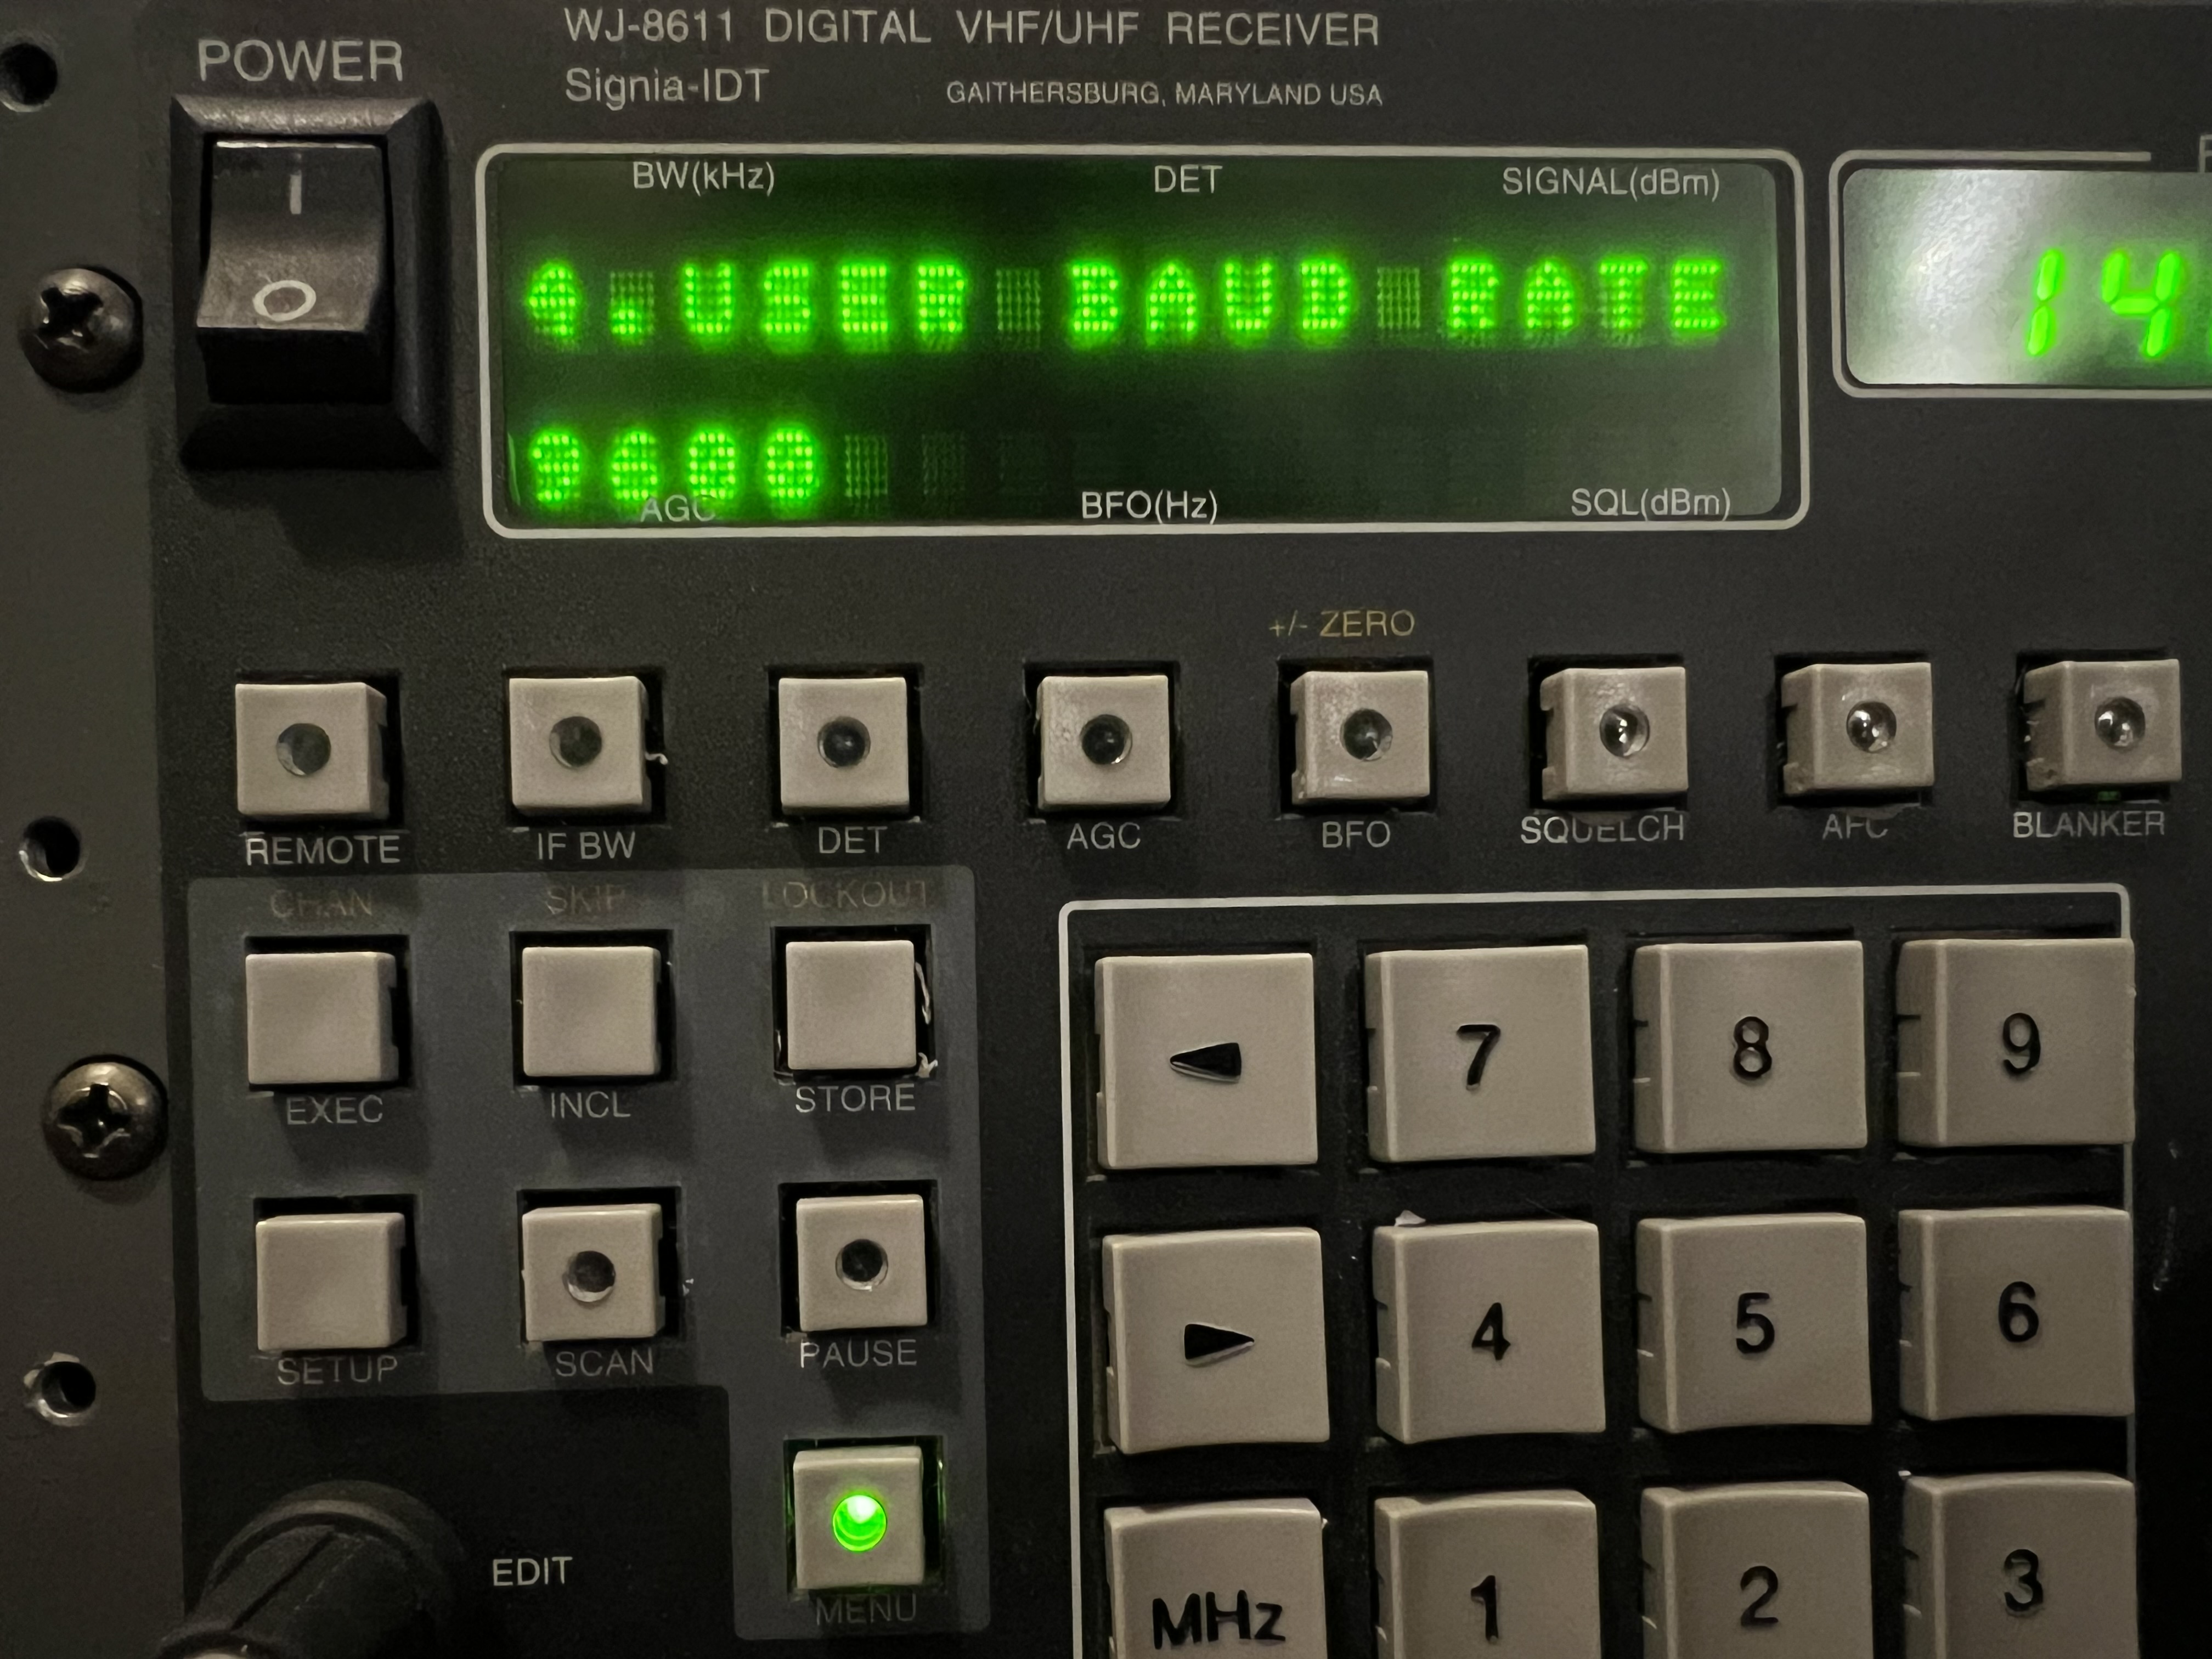 WJ-8611 DIGITAL VHF/UHF RECEIVER
POWER
Signia-IDT GAITHERSBURG, MARYLAND USA
BW(kHz) DET SIGNAL(dBm)
4.USER BAUD RATE
14
9600
AGC BFO(Hz) SQL(dBm)
+/- ZERO
REMOTE IF BW DET AGC BFO SQUELCH AFC BLANKER
CHAN SKIP LOCKOUT
7 8 9
EXEC INCL STORE
4 5 6
SETUP SCAN PAUSE
EDIT
MHz 1 2 3
MENU